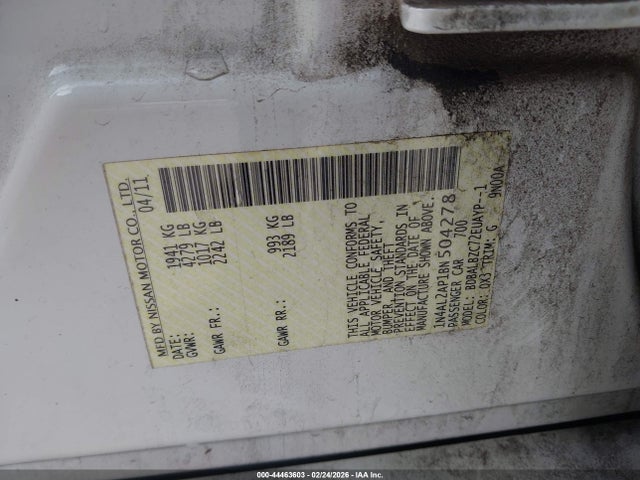 MFD BY NISSAN MOTOR CO., LTD.
DATE: 04/11
GVWR: 1941 KG
4279 LB
GAWR FR.: 1017 KG
2242 LB
GAWR RR.: 993 KG
2189 LB
THIS VEHICLE CONFORMS TO
ALL APPLICABLE FEDERAL
MOTOR VEHICLE SAFETY,
BUMPER, AND THEFT
PREVENTION STANDARDS IN
EFFECT ON THE DATE OF
MANUFACTURE SHOWN ABOVE.
1N4AL2AP1BN504278
PASSENGER CAR 700
MODEL: BDBALBZC77EUAYP--1
COLOR: QX3 TRIM: G 9N00A
000-44463603 - 02/24/2026 - IAA Inc.